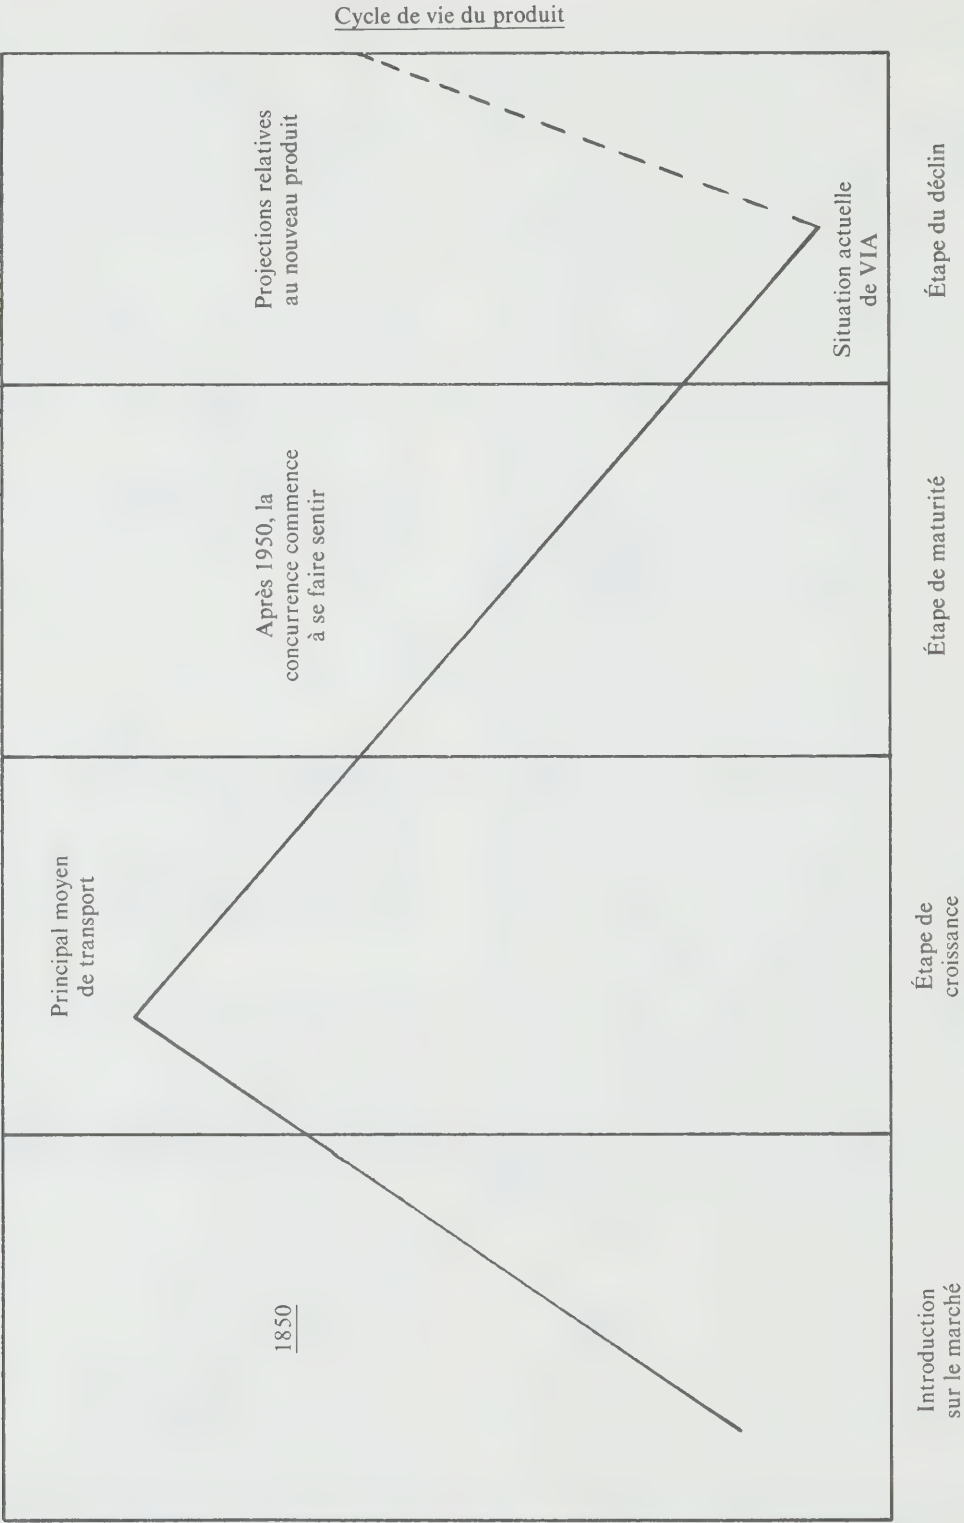 Cycle de vie du produit
1850
Principal moyen
de transport
Après 1950, la
concurrence commence
à se faire sentir
Projections relatives
au nouveau produit
Situation actuelle
de VIA
Introduction
sur le marché
Étape de
croissance
Étape de maturité
Étape du déclin